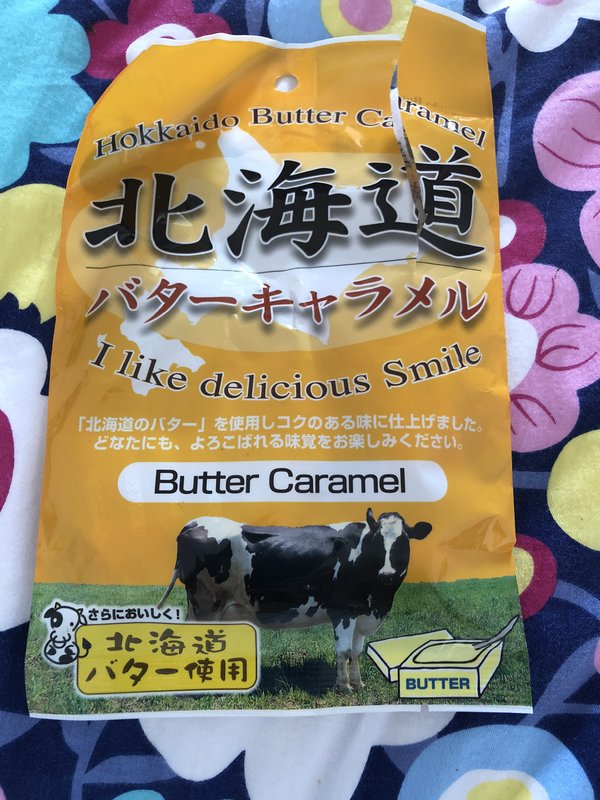 Hokkaido Butter Caramel
北海道
バターキャラメル
I like delicious Smile
「北海道のバター」を使用しコクのある味に仕上げました。
どなたにも、よろこばれる味覚をお楽しみください。
Butter Caramel
さらにおいしく!
北海道
バター使用
BUTTER